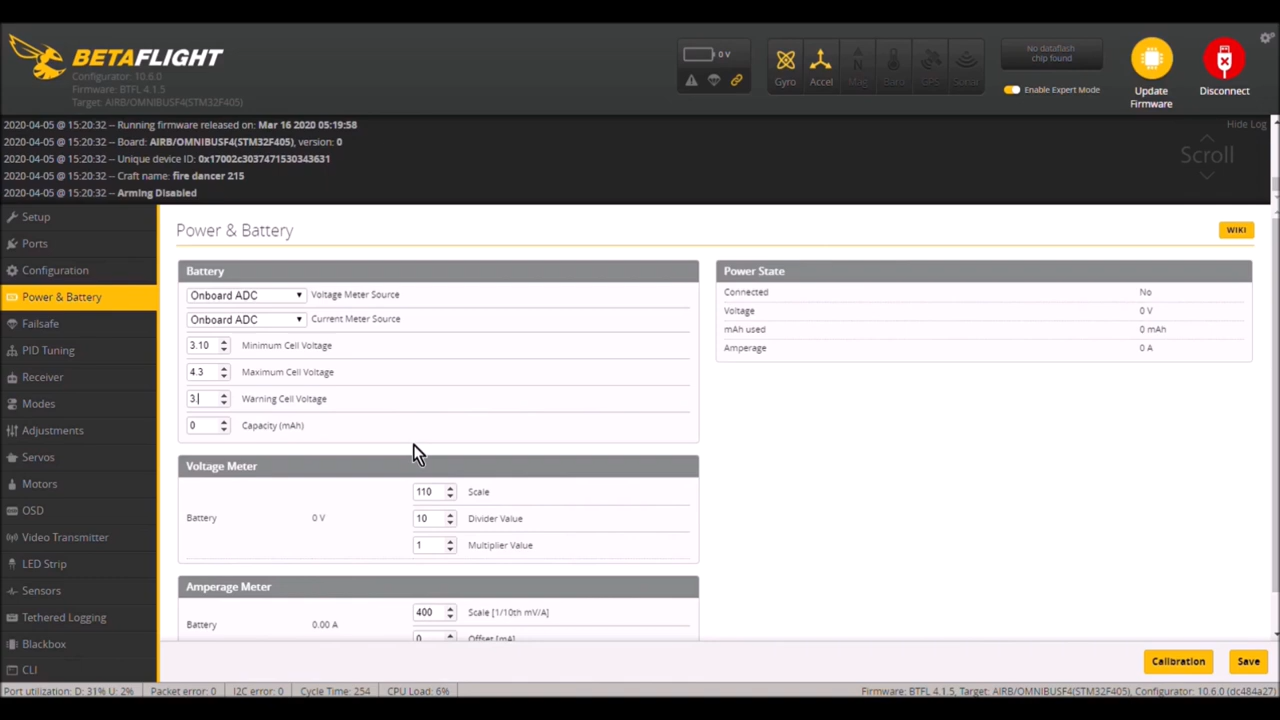 BETAFLIGHT
Configurator: 10.6.0
Firmware: BTFL 4.1.5
Target: AIRB/OMNIBUSF4(STM32F405)
0 V
Gyro
Accel
Mag
Baro
GPS
Sonar
No dataflash
chip found
Enable Expert Mode
Update
Firmware
Disconnect
2020-04-05 @ 15:20:32 -- Running firmware released on: Mar 16 2020 05:19:58
2020-04-05 @ 15:20:32 -- Board: AIRB/OMNIBUSF4(STM32F405), version: 0
2020-04-05 @ 15:20:32 -- Unique device ID: 0x17002c3037471530343631
2020-04-05 @ 15:20:32 -- Craft name: fire dancer 215
2020-04-05 @ 15:20:32 -- Arming Disabled
Hide Log
Scroll
Setup
Ports
Configuration
Power & Battery
Failsafe
PID Tuning
Receiver
Modes
Adjustments
Servos
Motors
OSD
Video Transmitter
LED Strip
Sensors
Tethered Logging
Blackbox
CLI
Power & Battery
WIKI
Battery
Onboard ADC Voltage Meter Source
Onboard ADC Current Meter Source
3.10 Minimum Cell Voltage
4.3 Maximum Cell Voltage
3. Warning Cell Voltage
0 Capacity (mAh)
Power State
Connected No
Voltage 0 V
mAh used 0 mAh
Amperage 0 A
Voltage Meter
Battery 0 V
110 Scale
10 Divider Value
1 Multiplier Value
Amperage Meter
Battery 0.00 A
400 Scale [1/10th mV/A]
0 Offset [mA]
Calibration
Save
Port utilization: D: 31% U: 2% Packet error: 0 I2C error: 0 Cycle Time: 254 CPU Load: 6% Firmware: BTFL 4.1.5, Target: AIRB/OMNIBUSF4(STM32F405), Configurator: 10.6.0 (dc484a27)